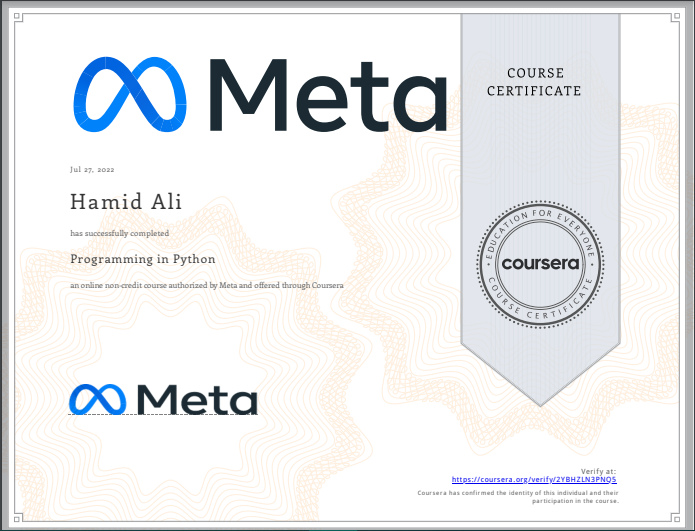 Meta
COURSE
CERTIFICATE
Jul 27, 2022
Hamid Ali
has successfully completed
Programming in Python
an online non-credit course authorized by Meta and offered through Coursera
EDUCATION FOR EVERYONE
coursera
COURSE CERTIFICATE
Meta
Verify at:
https://coursera.org/verify/2YBHZLN3PNQS
Coursera has confirmed the identity of this individual and their
participation in the course.